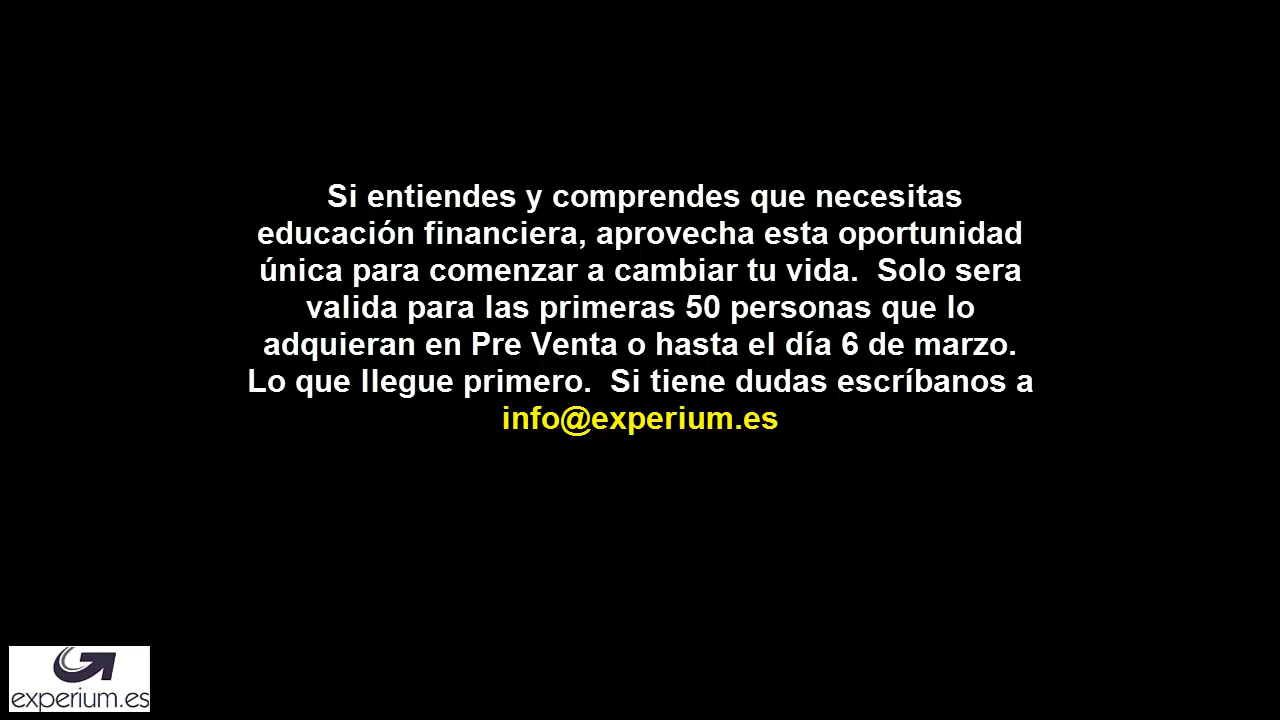 Si entiendes y comprendes que necesitas
educación financiera, aprovecha esta oportunidad
única para comenzar a cambiar tu vida.  Solo sera
valida para las primeras 50 personas que lo
adquieran en Pre Venta o hasta el día 6 de marzo.
Lo que llegue primero.  Si tiene dudas escríbanos a
info@experium.es
experium.es